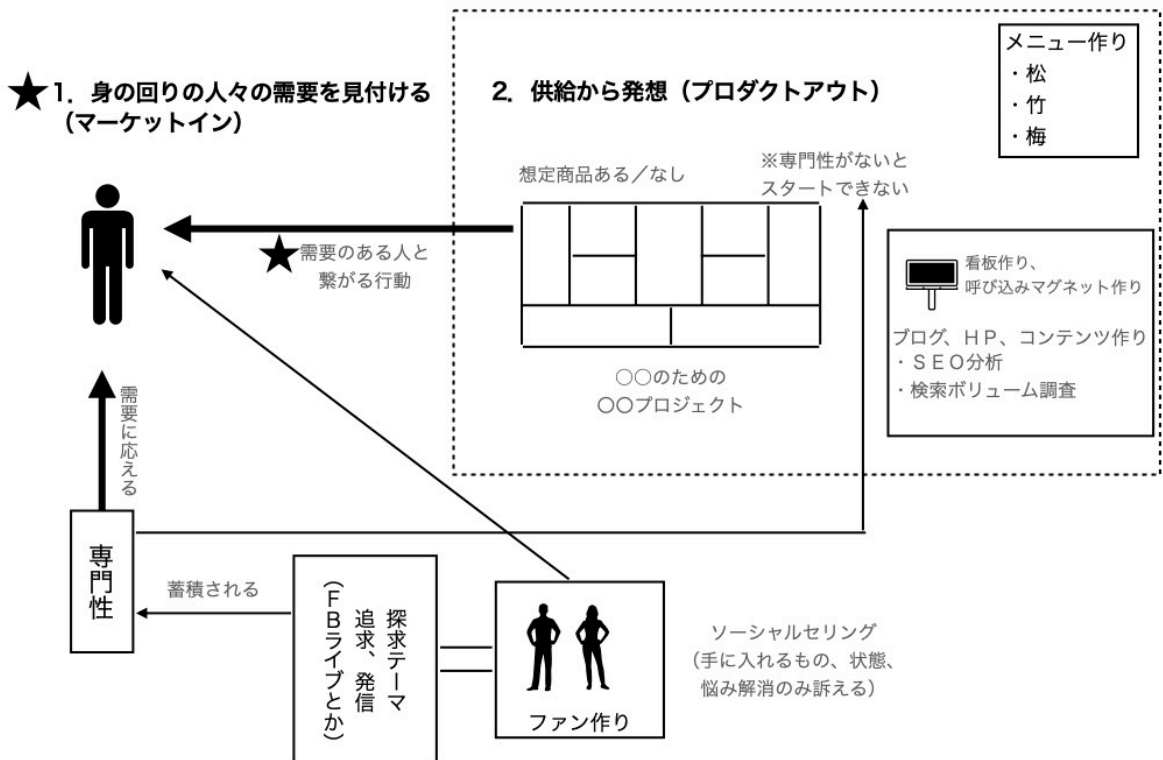 ★1．身の回りの人々の需要を見付ける
（マーケットイン）
2．供給から発想（プロダクトアウト）
メニュー作り
・松
・竹
・梅
想定商品ある／なし
※専門性がないと
スタートできない
★需要のある人と
繋がる行動
○○のための
○○プロジェクト
看板作り、
呼び込みマグネット作り
ブログ、ＨＰ、コンテンツ作り
・ＳＥＯ分析
・検索ボリューム調査
需要に応える
専門性
蓄積される
探求テーマ
追求、発信
（ＦＢライブとか）
ファン作り
ソーシャルセリング
（手に入れるもの、状態、
悩み解消のみ訴える）